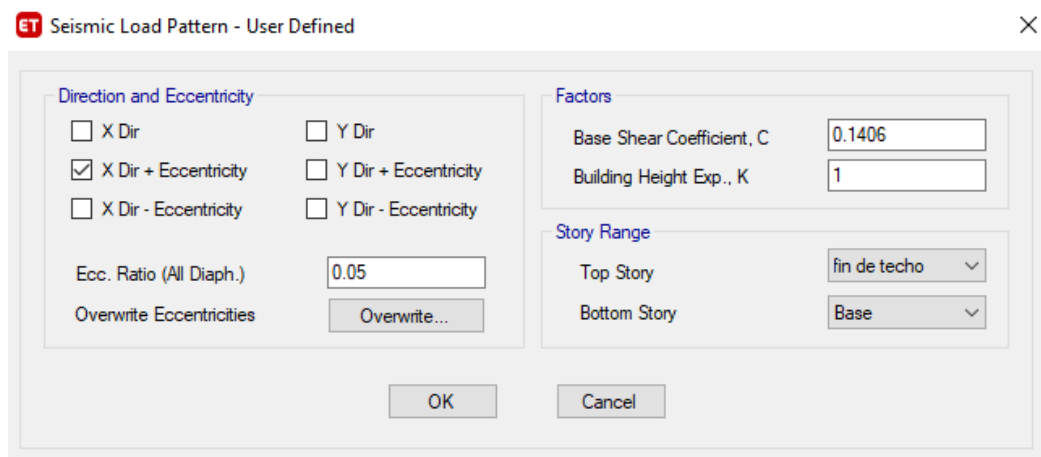 ET Seismic Load Pattern - User Defined
Direction and Eccentricity
X Dir Y Dir
X Dir + Eccentricity Y Dir + Eccentricity
X Dir - Eccentricity Y Dir - Eccentricity
Ecc. Ratio (All Diaph.) 0.05
Overwrite Eccentricities Overwrite...
Factors
Base Shear Coefficient, C 0.1406
Building Height Exp., K 1
Story Range
Top Story fin de techo
Bottom Story Base
OK Cancel